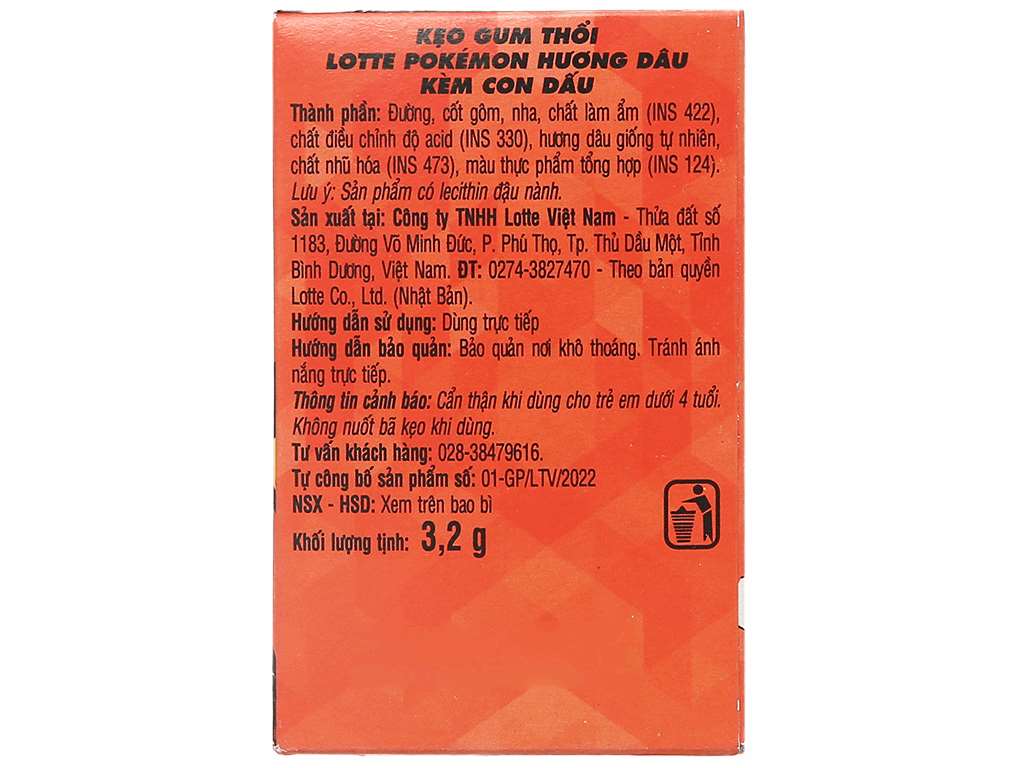 KẸO GUM THỔI
LOTTE POKÉMON HƯƠNG DÂU
KÈM CON DẤU
Thành phần: Đường, cốt gôm, nha, chất làm ẩm (INS 422),
chất điều chỉnh độ acid (INS 330), hương dâu giống tự nhiên,
chất nhũ hóa (INS 473), màu thực phẩm tổng hợp (INS 124).
Lưu ý: Sản phẩm có lecithin đậu nành.
Sản xuất tại: Công ty TNHH Lotte Việt Nam - Thửa đất số
1183, Đường Võ Minh Đức, P. Phú Thọ, Tp. Thủ Dầu Một, Tỉnh
Bình Dương, Việt Nam. ĐT: 0274-3827470 - Theo bản quyền
Lotte Co., Ltd. (Nhật Bản).
Hướng dẫn sử dụng: Dùng trực tiếp
Hướng dẫn bảo quản: Bảo quản nơi khô thoáng. Tránh ánh
nắng trực tiếp.
Thông tin cảnh báo: Cẩn thận khi dùng cho trẻ em dưới 4 tuổi.
Không nuốt bã kẹo khi dùng.
Tư vấn khách hàng: 028-38479616.
Tự công bố sản phẩm số: 01-GP/LTV/2022
NSX - HSD: Xem trên bao bì
Khối lượng tịnh: 3,2 g